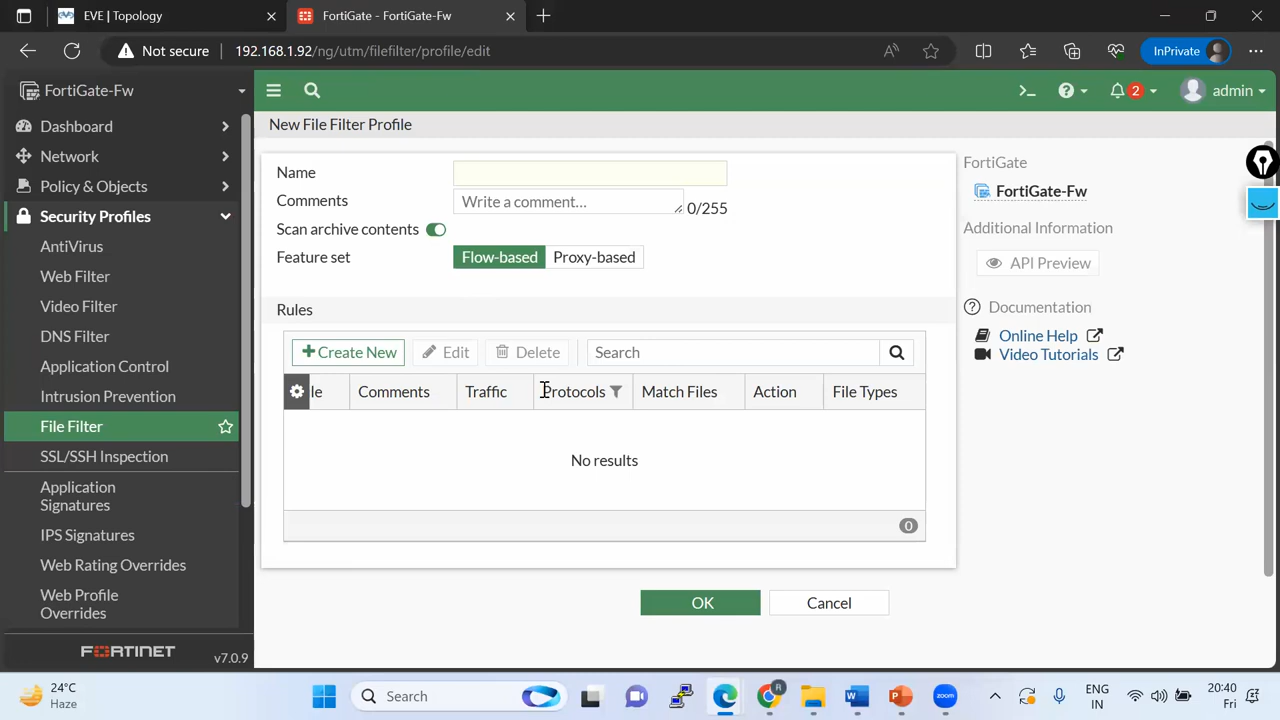 EVE | Topology
FortiGate - FortiGate-Fw
Not secure
192.168.1.92/ng/utm/filefilter/profile/edit
InPrivate
FortiGate-Fw
Dashboard
Network
Policy & Objects
Security Profiles
AntiVirus
Web Filter
Video Filter
DNS Filter
Application Control
Intrusion Prevention
File Filter
SSL/SSH Inspection
Application
Signatures
IPS Signatures
Web Rating Overrides
Web Profile
Overrides
FORTINET
v7.0.9
2
admin
New File Filter Profile
Name
Comments
Write a comment...
0/255
Scan archive contents
Feature set
Flow-based
Proxy-based
Rules
+Create New
Edit
Delete
Search
le
Comments
Traffic
Protocols
Match Files
Action
File Types
No results
0
OK
Cancel
FortiGate
FortiGate-Fw
Additional Information
API Preview
Documentation
Online Help
Video Tutorials
24°C
Haze
Search
R
zoom
ENG
IN
20:40
Fri